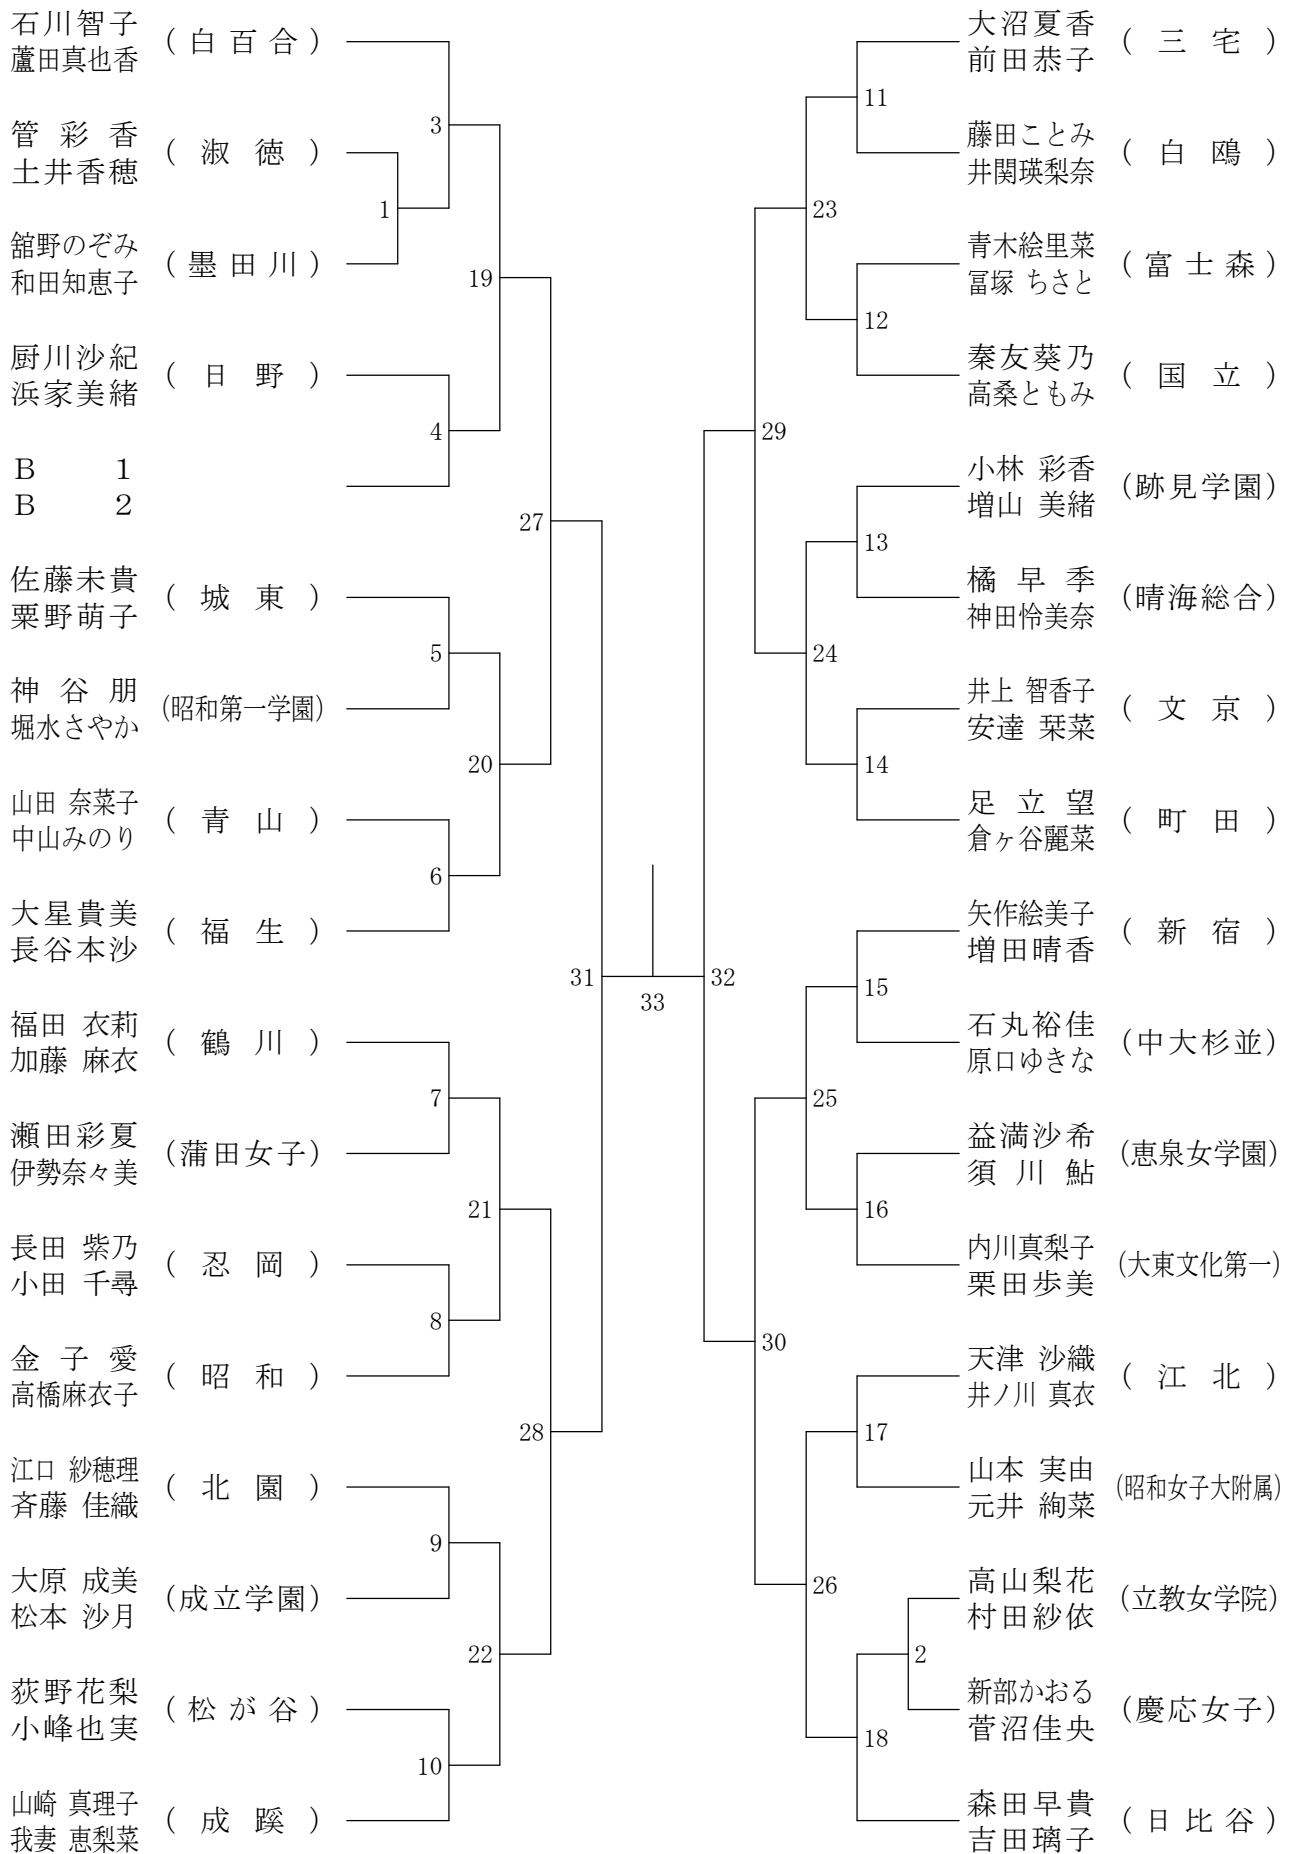 石川智子
蘆田真也香
(白百合)
管彩香
土井香穂
(淑徳)
舘野のぞみ
和田知恵子
(墨田川)
厨川沙紀
浜家美緒
(日野)
B 1
B 2
佐藤未貴
粟野萌子
(城東)
神谷朋
堀水さやか
(昭和第一学園)
山田 奈菜子
中山みのり
(青山)
大星貴美
長谷本沙
(福生)
福田 衣莉
加藤 麻衣
(鶴川)
瀬田彩夏
伊勢奈々美
(蒲田女子)
長田 紫乃
小田 千尋
(忍岡)
金子愛
高橋麻衣子
(昭和)
江口 紗穂理
斉藤 佳織
(北園)
大原 成美
松本 沙月
(成立学園)
荻野花梨
小峰也実
(松が谷)
山崎 真理子
我妻 恵梨菜
(成蹊)
1
3
4
5
6
7
8
9
10
19
20
21
22
27
28
31
33
32
29
30
23
24
25
26
11
12
13
14
15
16
17
18
2
大沼夏香
前田恭子
(三宅)
藤田ことみ
井関瑛梨奈
(白鴎)
青木絵里菜
冨塚 ちさと
(富士森)
秦友葵乃
高桑ともみ
(国立)
小林 彩香
増山 美緒
(跡見学園)
橘早季
神田怜美奈
(晴海総合)
井上 智香子
安達 栞菜
(文京)
足立望
倉ヶ谷麗菜
(町田)
矢作絵美子
増田晴香
(新宿)
石丸裕佳
原口ゆきな
(中大杉並)
益満沙希
須川鮎
(恵泉女学園)
内川真梨子
栗田歩美
(大東文化第一)
天津 沙織
井ノ川 真衣
(江北)
山本 実由
元井 絢菜
(昭和女子大附属)
高山梨花
村田紗依
(立教女学院)
新部かおる
菅沼佳央
(慶応女子)
森田早貴
吉田璃子
(日比谷)